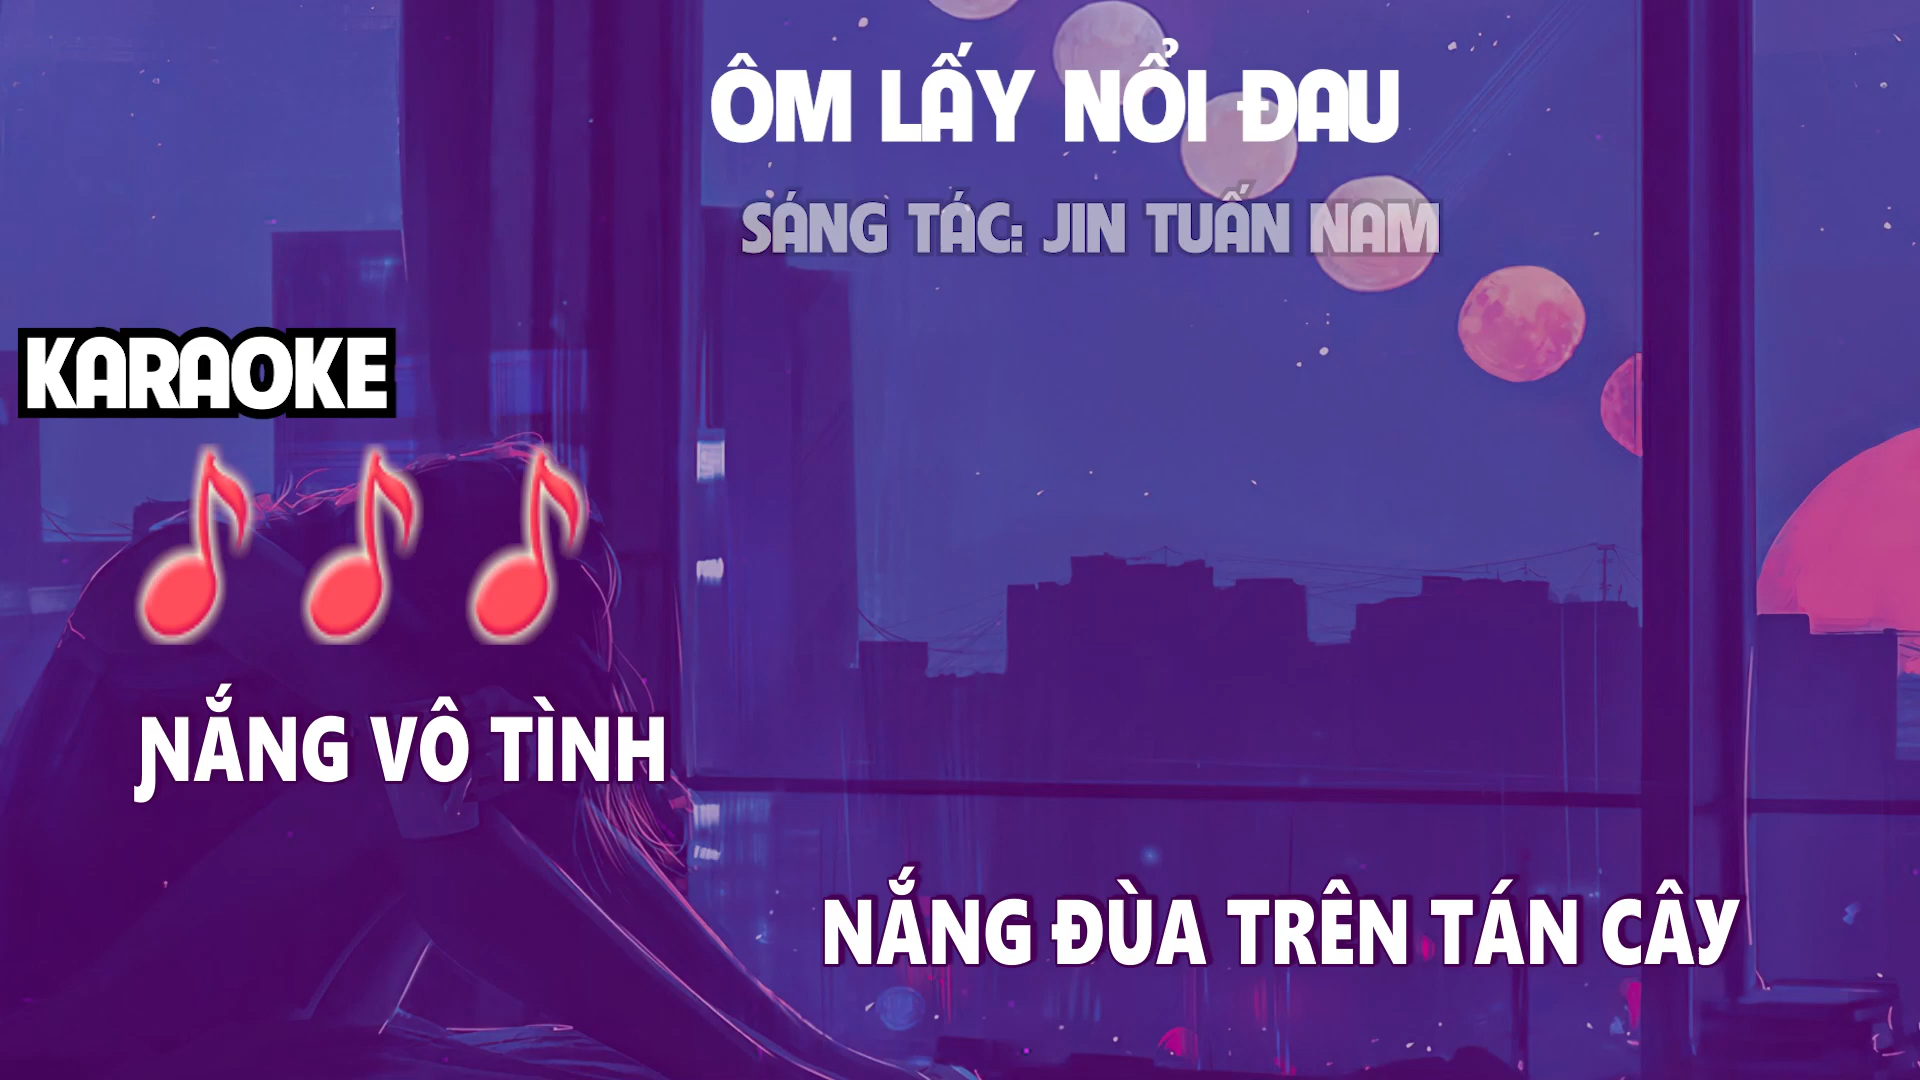 ÔM LẤY NỔI ĐAU
SÁNG TÁC: JIN TUẤN NAM
KARAOKE
NẮNG VÔ TÌNH
NẮNG ĐÙA TRÊN TÁN CÂY